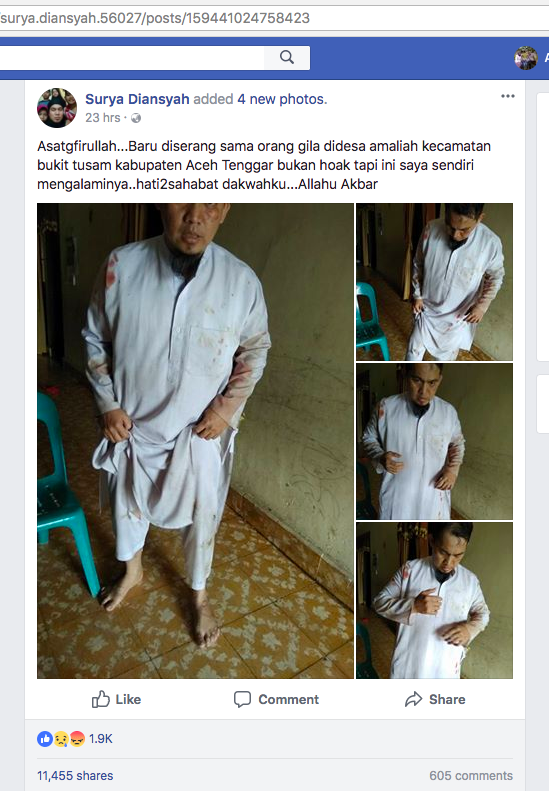 /surya.diansyah.56027/posts/159441024758423
A
Surya Diansyah added 4 new photos.
23 hrs ·
Asatgfirullah...Baru diserang sama orang gila didesa amaliah kecamatan
bukit tusam kabupaten Aceh Tenggar bukan hoak tapi ini saya sendiri
mengalaminya..hati2sahabat dakwahku...Allahu Akbar
Like Comment Share
1.9K
11,455 shares 605 comments